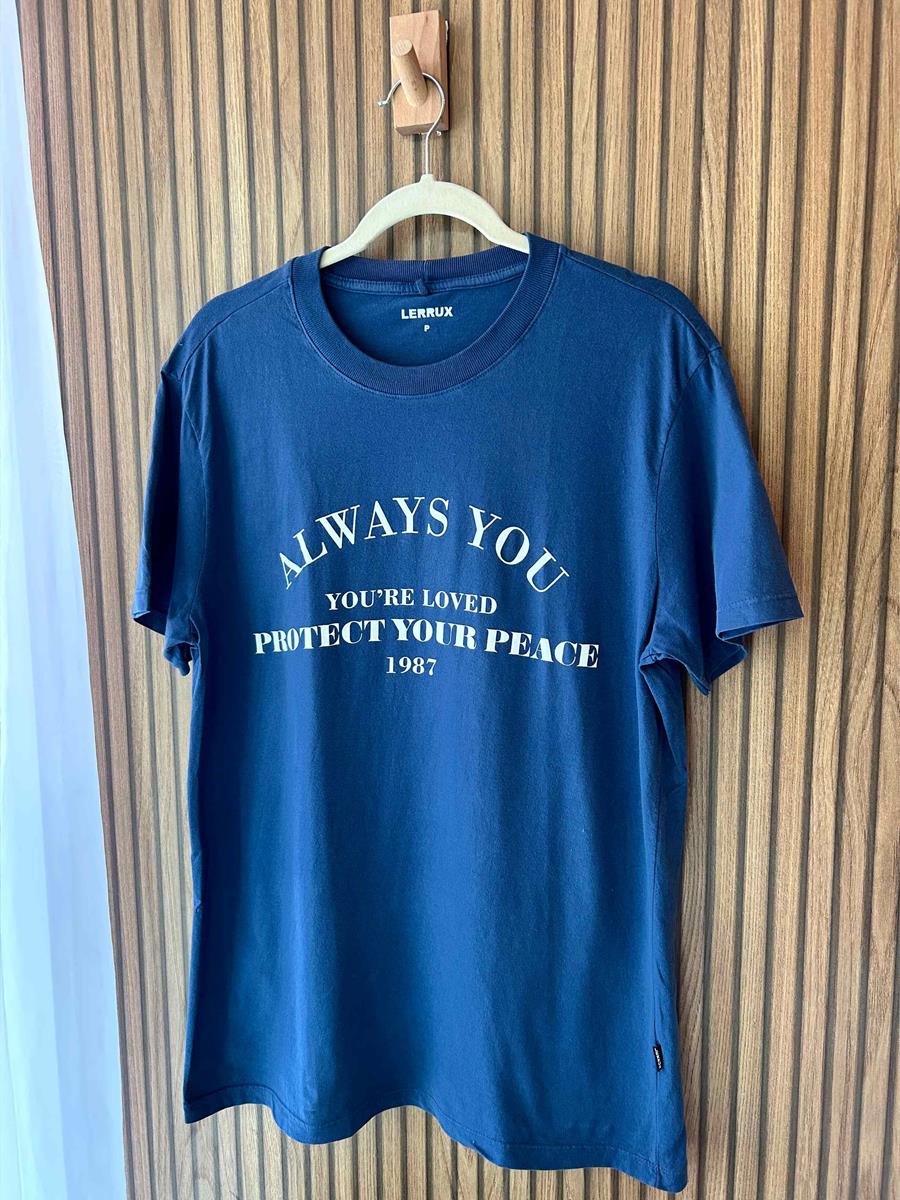 LERRUX
P
ALWAYS YOU
YOU'RE LOVED
PROTECT YOUR PEACE
1987